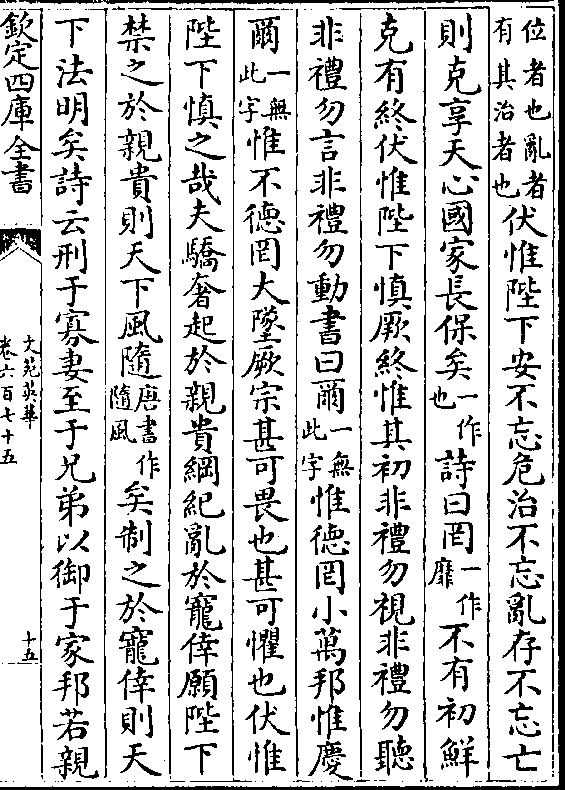 位者也亂者有其治者也伏惟陛下安不忘危治不忘亂存不忘亡
則克享天心國家長保矣一作也詩曰罔一作靡不有初鮮
克有終伏惟陛下慎厥終惟其初非禮勿視非禮勿聽
非禮勿言非禮勿動書曰爾一無此字惟德罔小萬邦惟慶
爾一無此字惟不德罔大墜厥宗甚可畏也甚可懼也伏惟
陛下慎之哉夫驕奢起於親貴綱紀亂於寵倖願陛下
禁之於親貴則天下風隨唐書作隨風矣制之於寵倖則天
下法明矣詩云刑于寡妻至于兄弟以御于家邦若親
欽定四庫全書
文苑英華
卷六百七十五
十五